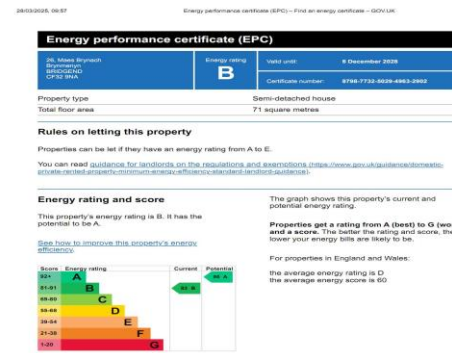 28/03/2025, 09:57
Energy performance certificate (EPC) – Find an energy certificate – GOV.UK
Energy performance certificate (EPC)
26, Maes Brynach
Brynmenyn
BRIDGEND
CF32 9NA
Energy rating
B
Valid until:
9 December 2028
Certificate number:
Property type
Semi-detached house
Total floor area
71 square metres
Rules on letting this property
Properties can be let if they have an energy rating from A to E.
You can read guidance for landlords on the regulations and exemptions (https://www.gov.uk/guidance/domestic-
private-rented-property-minimum-energy-efficiency-standard-landlord-guidance).
Energy rating and score
This property's energy rating is B. It has the
potential to be A.
See how to improve this property's energy
efficiency.
The graph shows this property's current and
potential energy rating.
Properties get a rating from A (best) to G (wo
and a score. The better the rating and score, the
lower your energy bills are likely to be.
For properties in England and Wales:
the average energy rating is D
the average energy score is 60
Score Energy rating Current Potential
92+ A
81-91 B
69-80 C
55-68 D
39-54 E
21-38 F
1-20 G